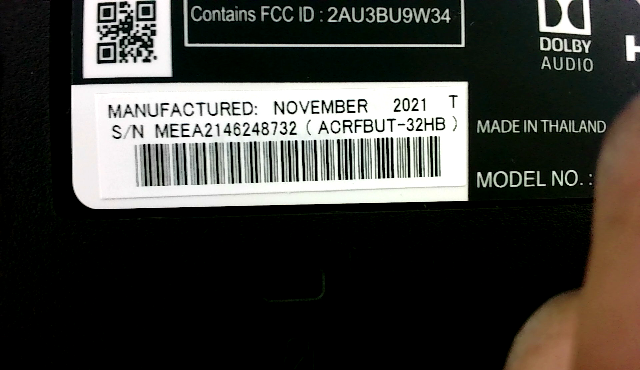 Contains FCC ID : 2AU3BU9W34
DOLBY
AUDIO
MANUFACTURED: NOVEMBER 2021 T
S/N MEEA2146248732 ( ACRFBUT-32HB )
MADE IN THAILAND
MODEL NO. :